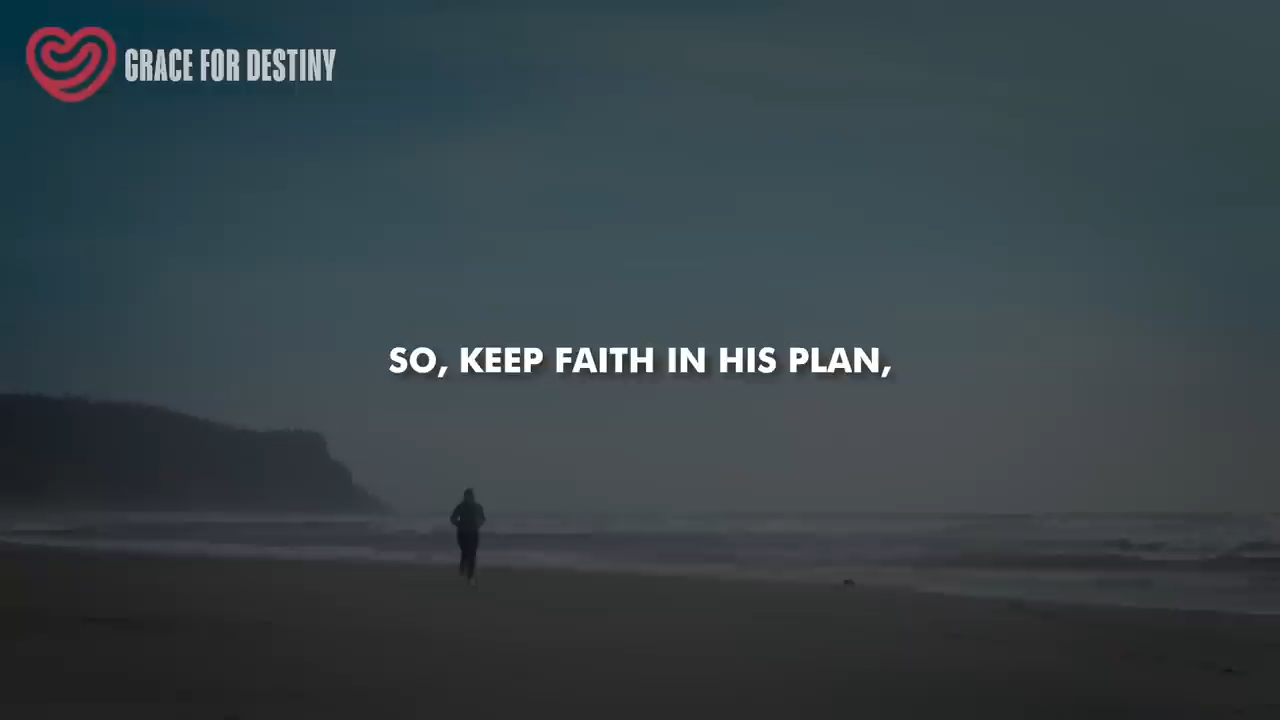 GRACE FOR DESTINY
SO, KEEP FAITH IN HIS PLAN,